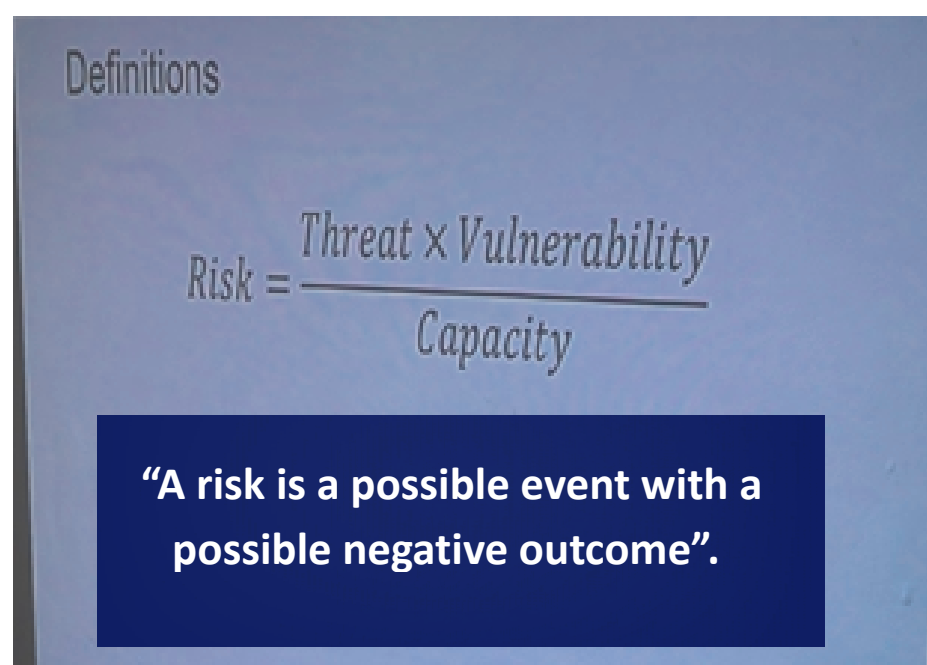 Definitions
Risk = Threat × Vulnerability / Capacity
“A risk is a possible event with a
possible negative outcome”.